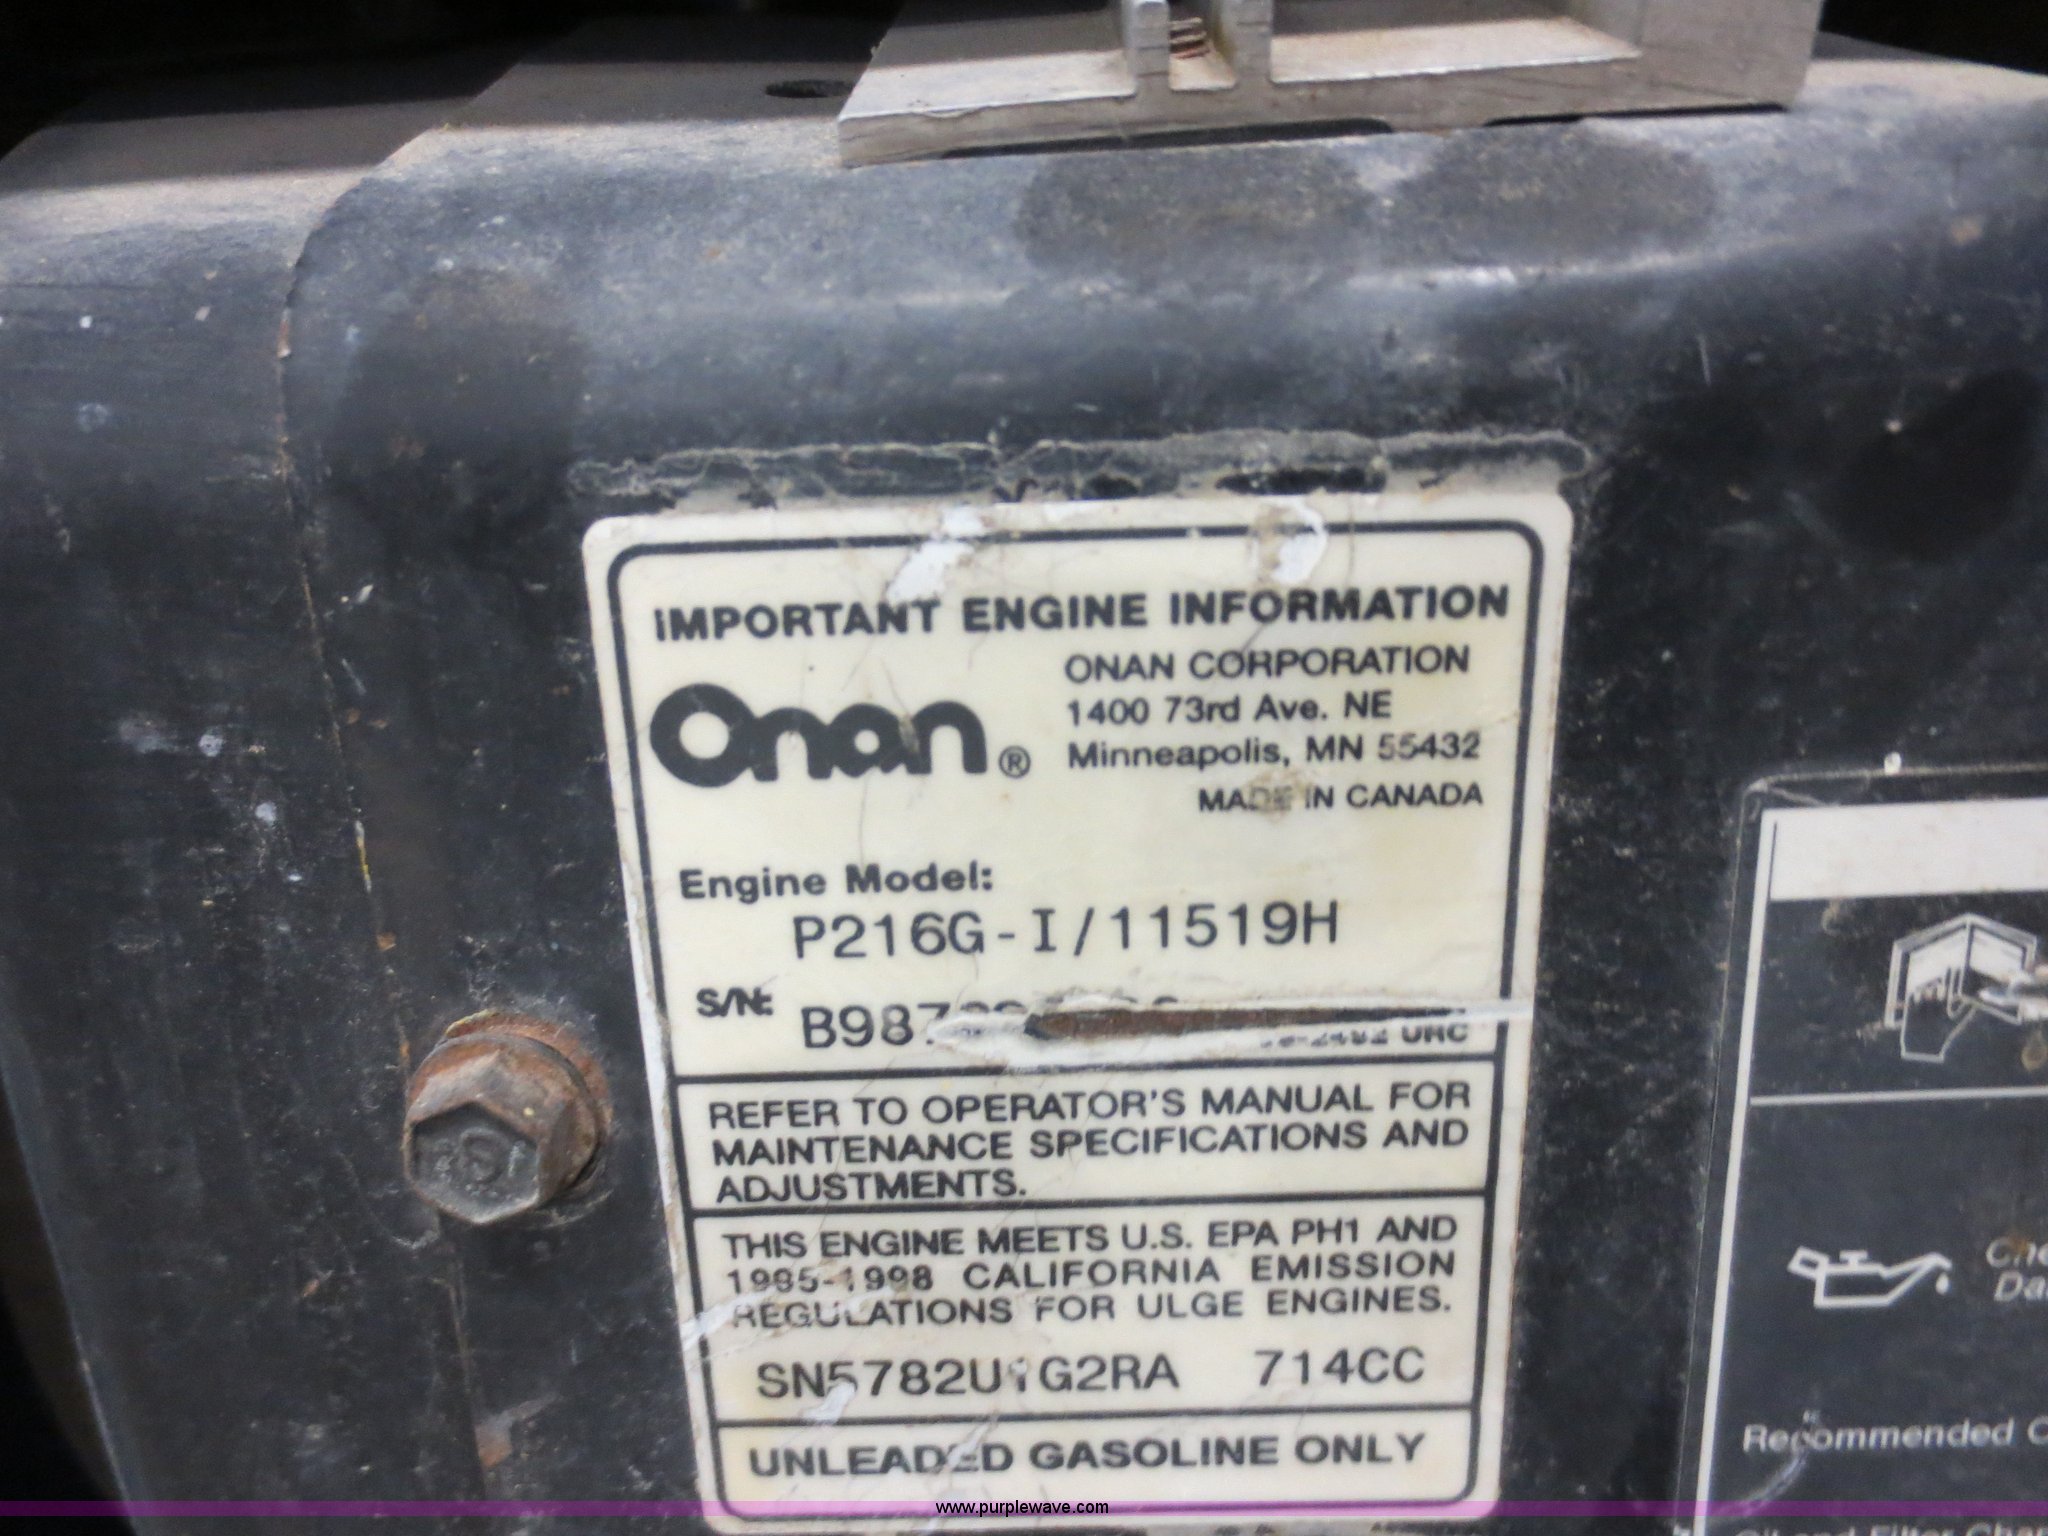 IMPORTANT ENGINE INFORMATION
Onan®
ONAN CORPORATION
1400 73rd Ave. NE
Minneapolis, MN 55432
MADE IN CANADA
Engine Model:
P216G-I/11519H
S/N:
URC
REFER TO OPERATOR'S MANUAL FOR
MAINTENANCE SPECIFICATIONS AND
ADJUSTMENTS.
THIS ENGINE MEETS U.S. EPA PH1 AND
1995-1998 CALIFORNIA EMISSION
REGULATIONS FOR ULGE ENGINES.
SN5782U1G2RA 714CC
UNLEADED GASOLINE ONLY
Recommended
www.purplewave.com